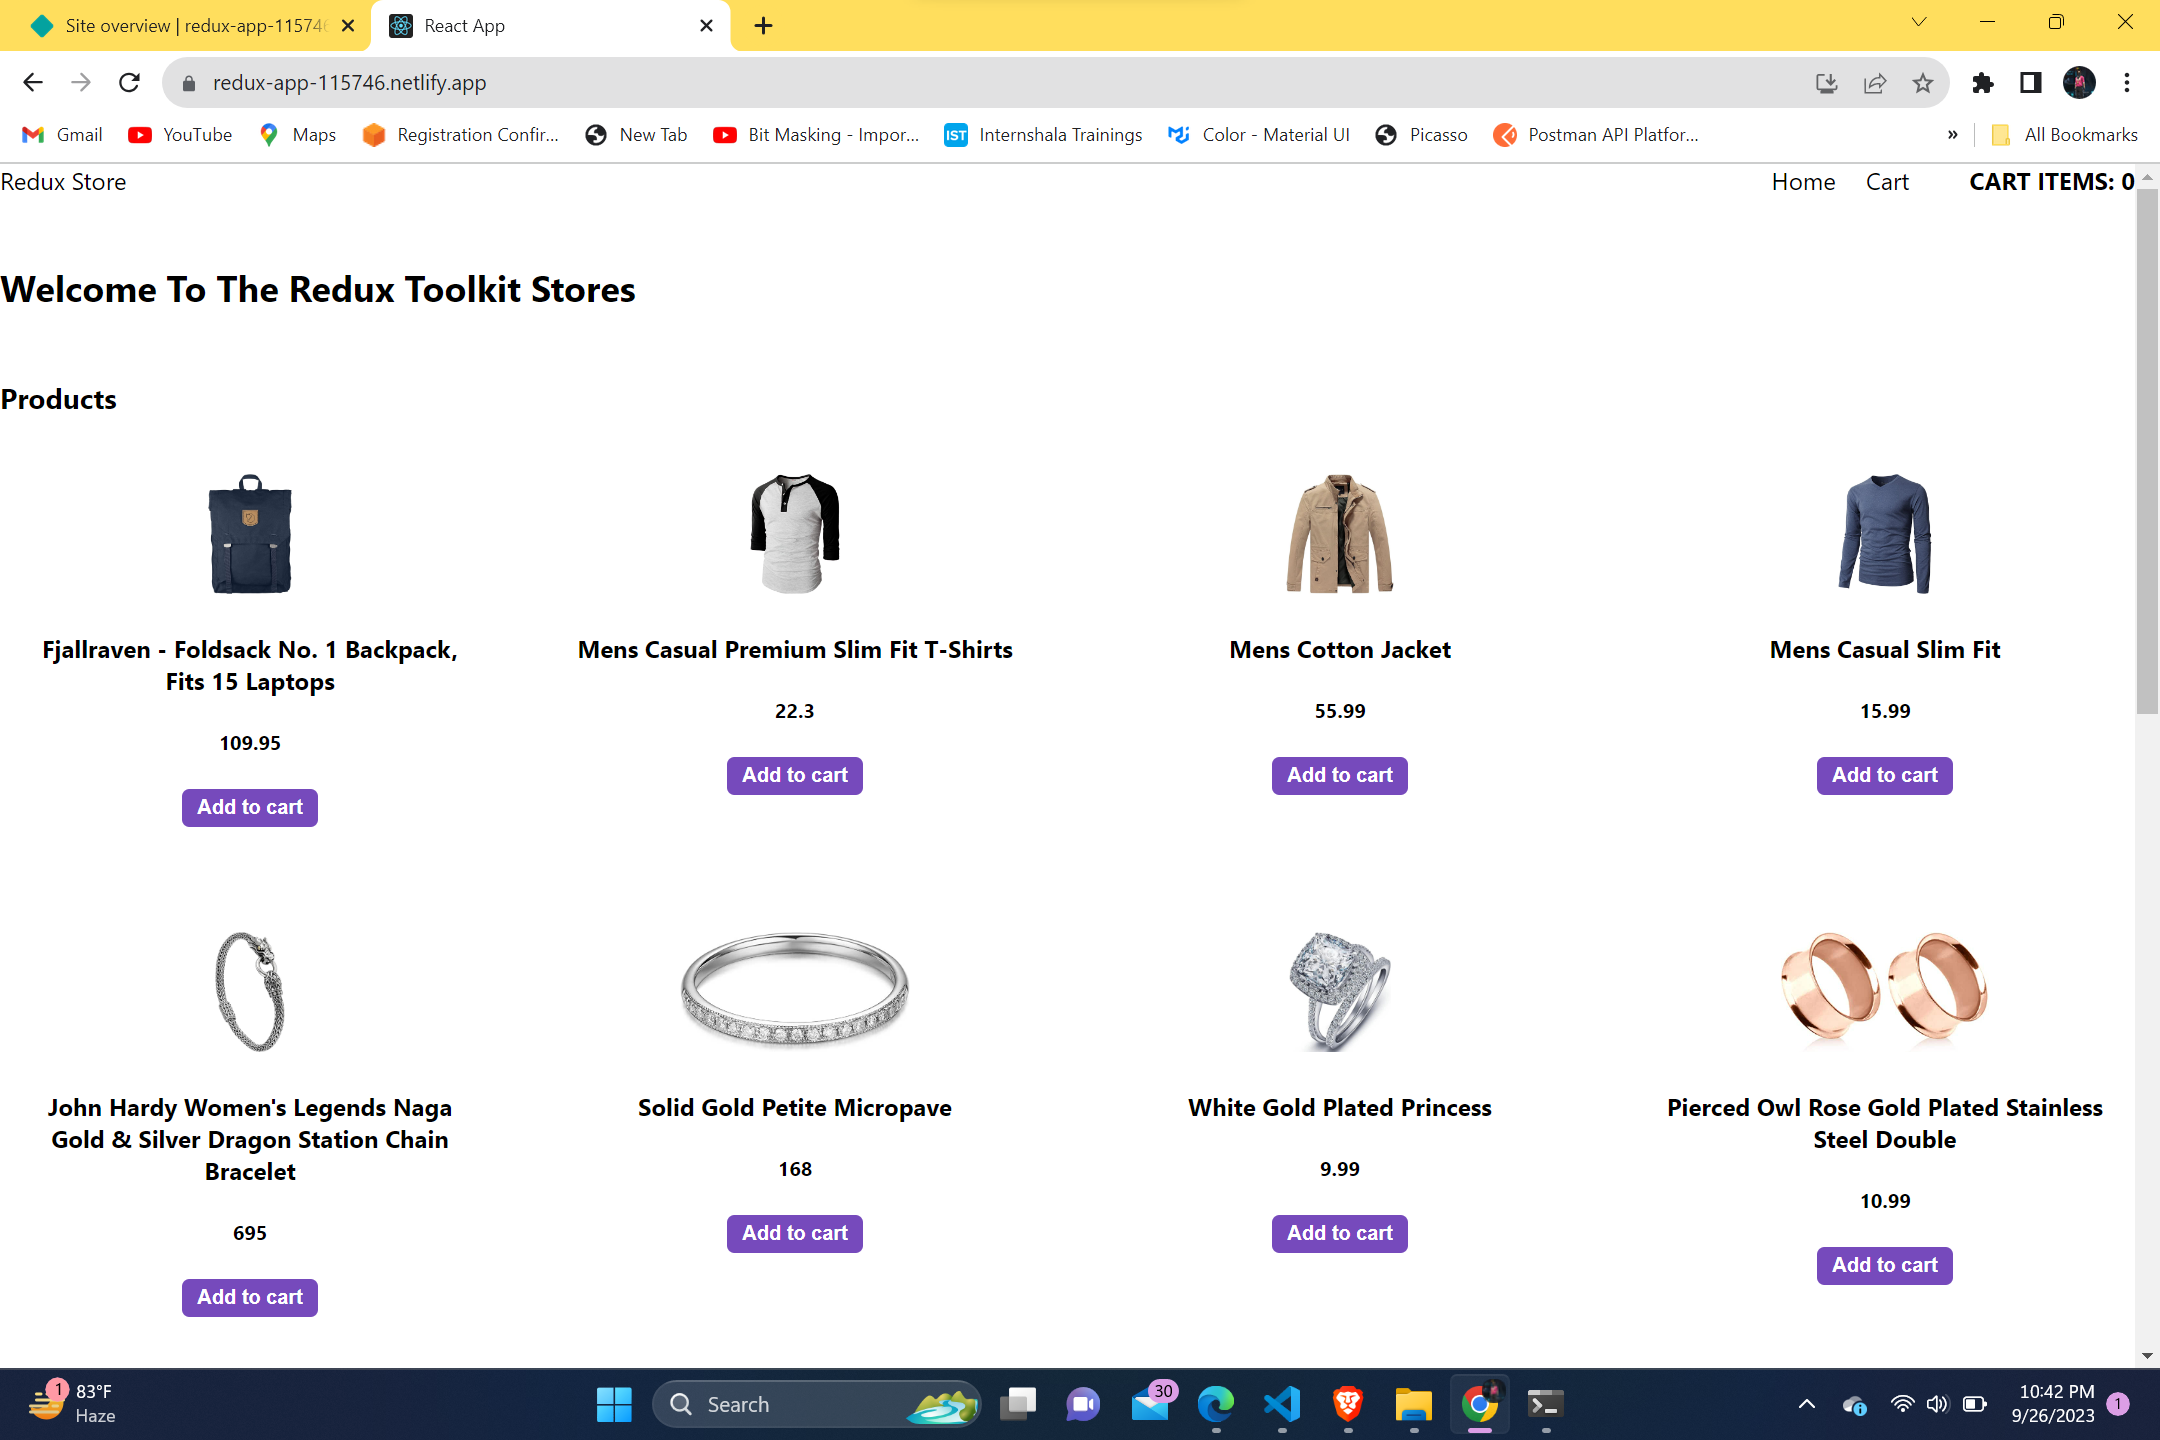 Site overview | redux-app-115746
React App
redux-app-115746.netlify.app
Gmail
YouTube
Maps
Registration Confir...
New Tab
Bit Masking - Impor...
IST
Internshala Trainings
Color - Material UI
Picasso
Postman API Platfor...
»
All Bookmarks
Redux Store
Home
Cart
CART ITEMS: 0
Welcome To The Redux Toolkit Stores
Products
Fjallraven - Foldsack No. 1 Backpack,
Fits 15 Laptops
109.95
Add to cart
Mens Casual Premium Slim Fit T-Shirts
22.3
Add to cart
Mens Cotton Jacket
55.99
Add to cart
Mens Casual Slim Fit
15.99
Add to cart
John Hardy Women's Legends Naga
Gold & Silver Dragon Station Chain
Bracelet
695
Add to cart
Solid Gold Petite Micropave
168
Add to cart
White Gold Plated Princess
9.99
Add to cart
Pierced Owl Rose Gold Plated Stainless
Steel Double
10.99
Add to cart
1
83°F
Haze
Search
30
10:42 PM
9/26/2023
1